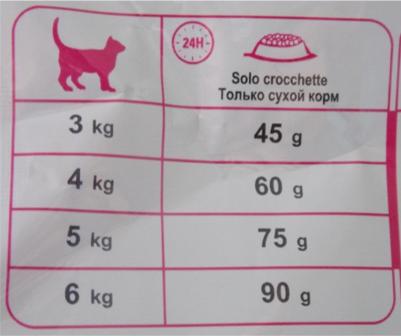 24H
Solo crocchette
Только сухой корм
3 kg 45 g
4 kg 60 g
5 kg 75 g
6 kg 90 g